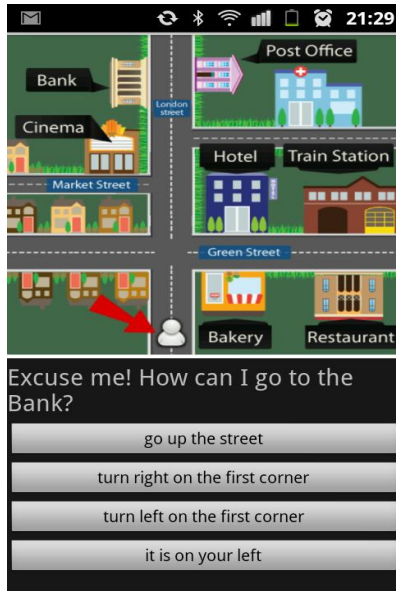 21:29
Post Office
Bank
London
street
Cinema
Hotel
Train Station
Market Street
Green Street
Bakery
Restaurant
Excuse me! How can I go to the
Bank?
go up the street
turn right on the first corner
turn left on the first corner
it is on your left